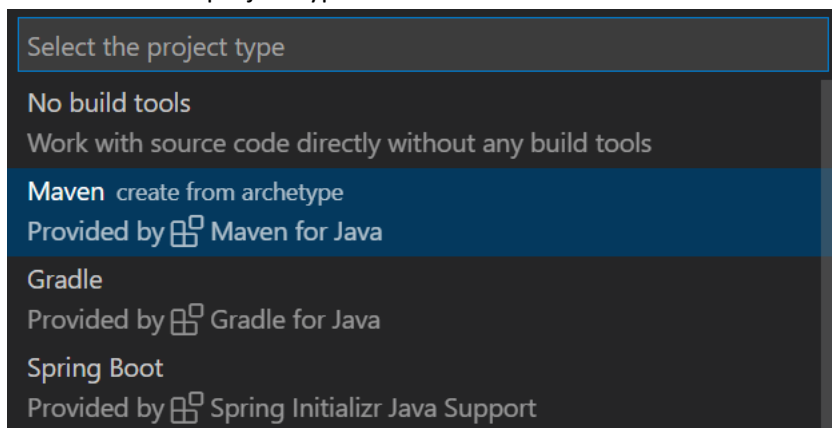 Select the project type
No build tools
Work with source code directly without any build tools
Maven create from archetype
Provided by Maven for Java
Gradle
Provided by Gradle for Java
Spring Boot
Provided by Spring Initializr Java Support